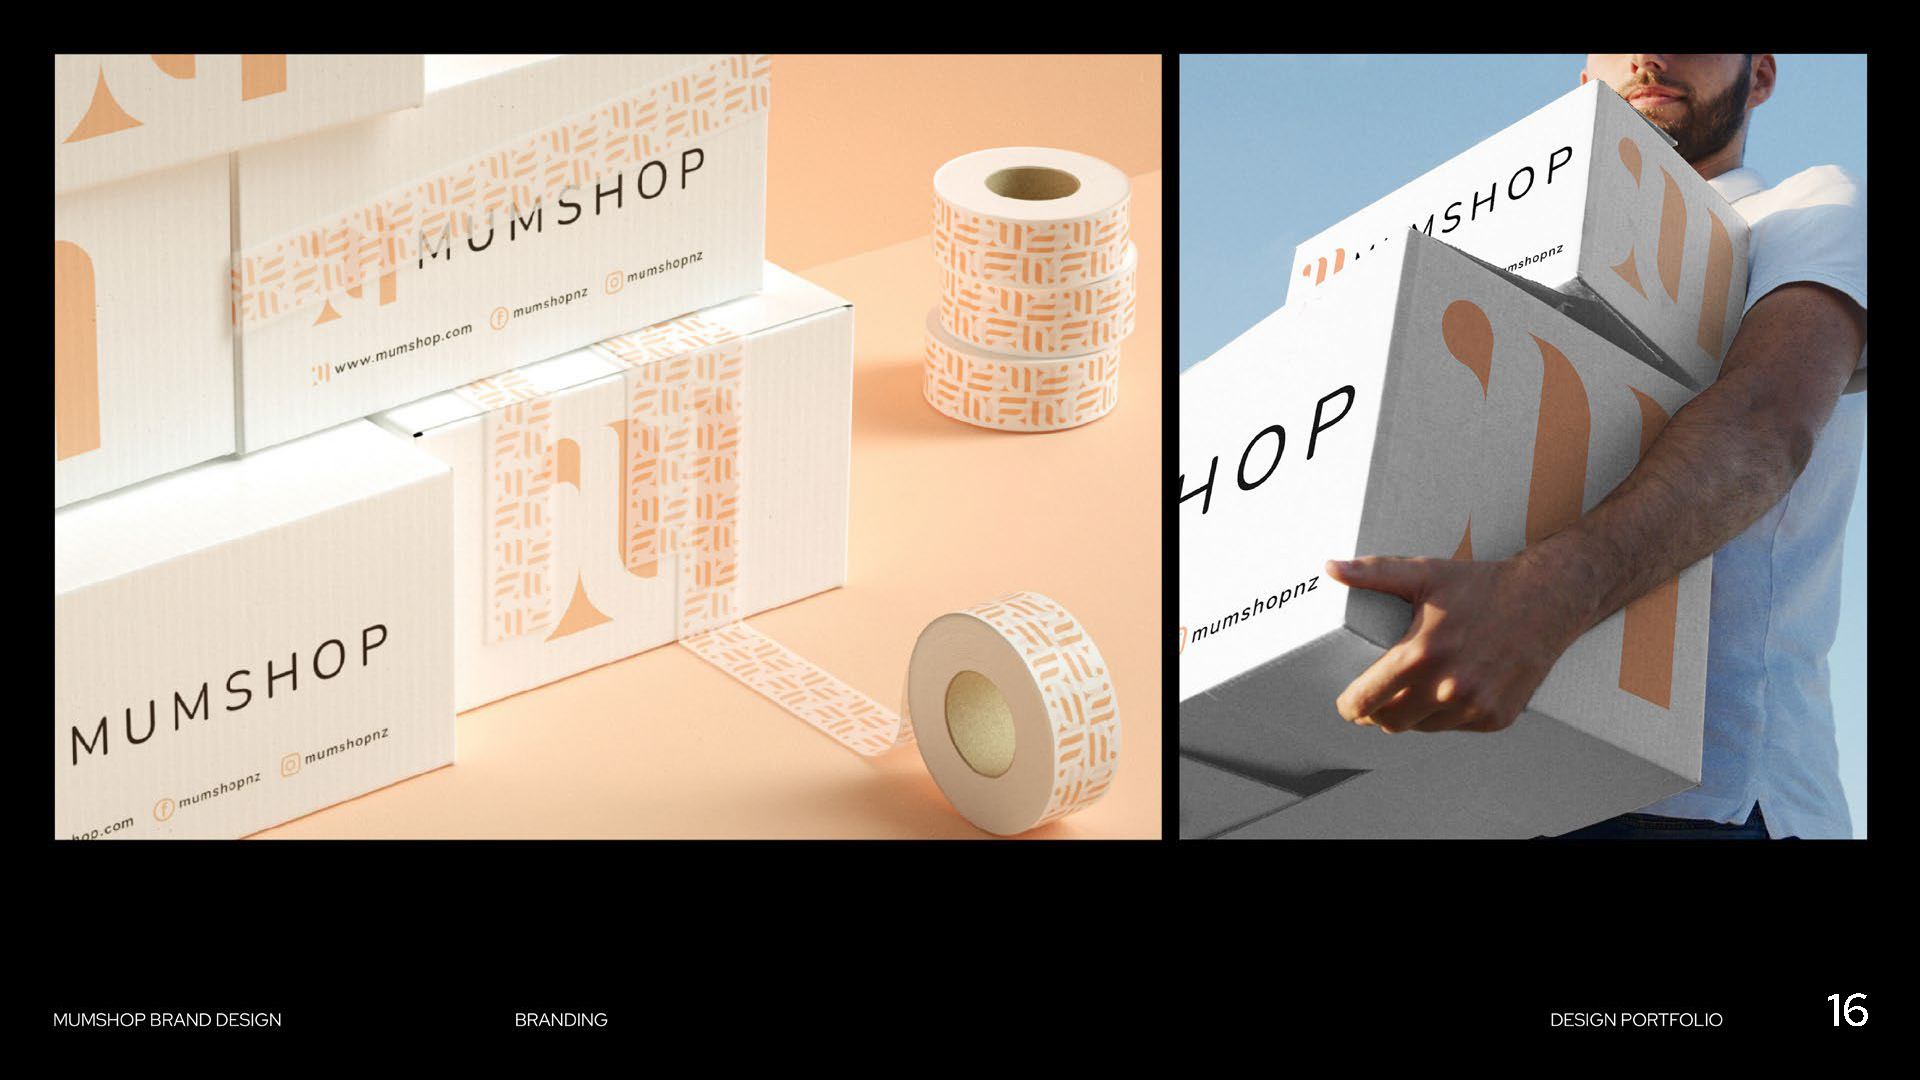 MUMSHOP
www.mumshop.com mumshopnz mumshopnz
MUMSHOP
mumshopnz mumshopnz
hop.com
MSHOP
mshopnz
HOP
mumshopnz
MUMSHOP BRAND DESIGN
BRANDING
DESIGN PORTFOLIO
16